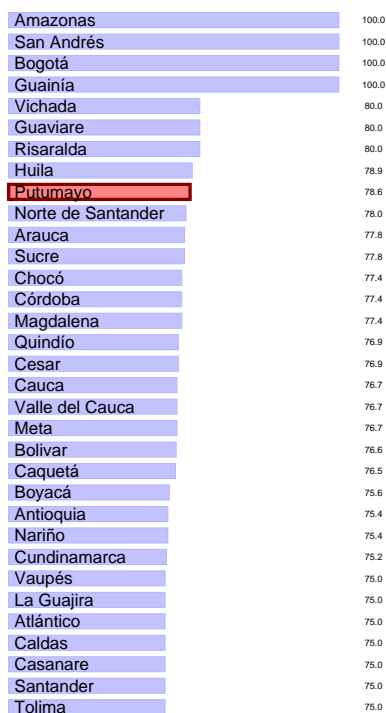 Amazonas 100.0
San Andrés 100.0
Bogotá 100.0
Guainía 100.0
Vichada 80.0
Guaviare 80.0
Risaralda 80.0
Huila 78.9
Putumayo 78.6
Norte de Santander 78.0
Arauca 77.8
Sucre 77.8
Chocó 77.4
Córdoba 77.4
Magdalena 77.4
Quindío 76.9
Cesar 76.9
Cauca 76.7
Valle del Cauca 76.7
Meta 76.7
Bolivar 76.6
Caquetá 76.5
Boyacá 75.6
Antioquia 75.4
Nariño 75.4
Cundinamarca 75.2
Vaupés 75.0
La Guajira 75.0
Atlántico 75.0
Caldas 75.0
Casanare 75.0
Santander 75.0
Tolima 75.0